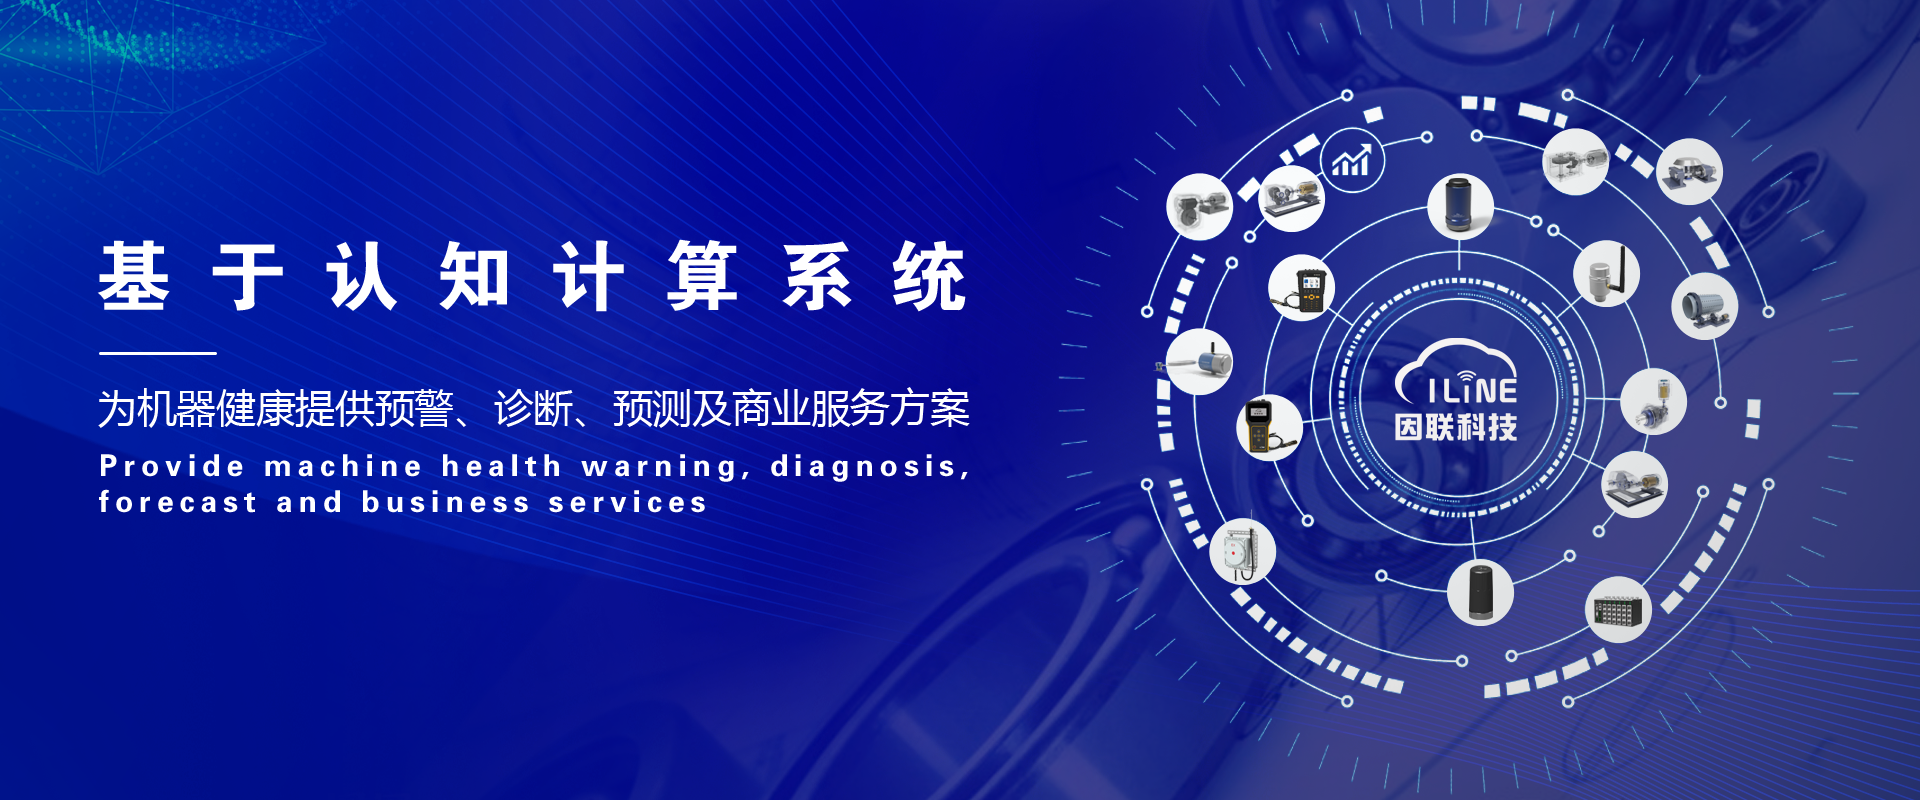 基于认知计算系统
为机器健康提供预警、诊断、预测及商业服务方案
Provide machine health warning, diagnosis,
forecast and business services
ILINE
因联科技